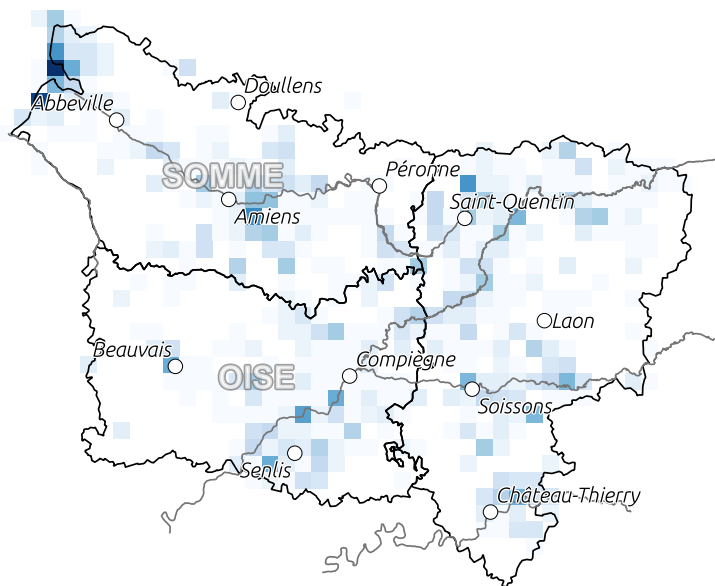 Doullens
Abbeville
Péronne
SOMME
Saint-Quentin
Amiens
Laon
Beauvais
Compiègne
OISE
Soissons
Senlis
Château-Thierry